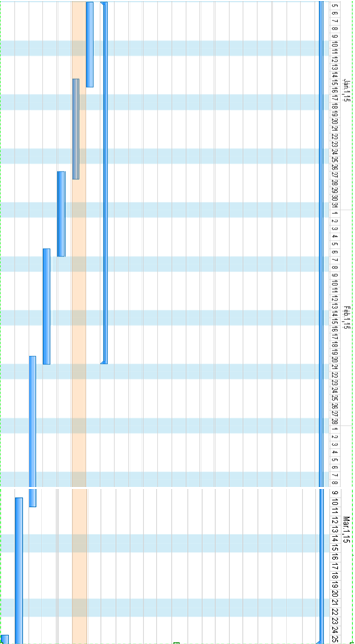 Jan,1,15 Feb,1,15 Mar,1,15
5 6 7 8 9 10 11 12 13 14 15 16 17 18 19 20 21 22 23 24 25 26 27 28 29 30 31 1 2 3 4 5 6 7 8 9 10 11 12 13 14 15 16 17 18 19 20 21 22 23 24 25 26 27 28 1 2 3 4 5 6 7 8 9 10 11 12 13 14 15 16 17 18 19 20 21 22 23 24 25